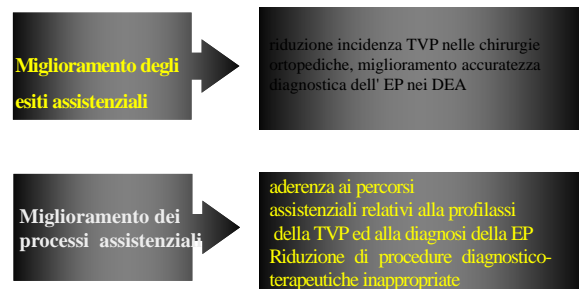 Miglioramento degli
esiti assistenziali
riduzione incidenza TVP nelle chirurgie
ortopediche, miglioramento accuratezza
diagnostica dell' EP nei DEA
Miglioramento dei
processi assistenziali
aderenza ai percorsi
assistenziali relativi alla profilassi
della TVP ed alla diagnosi della EP
Riduzione di procedure diagnostico-
terapeutiche inappropriate